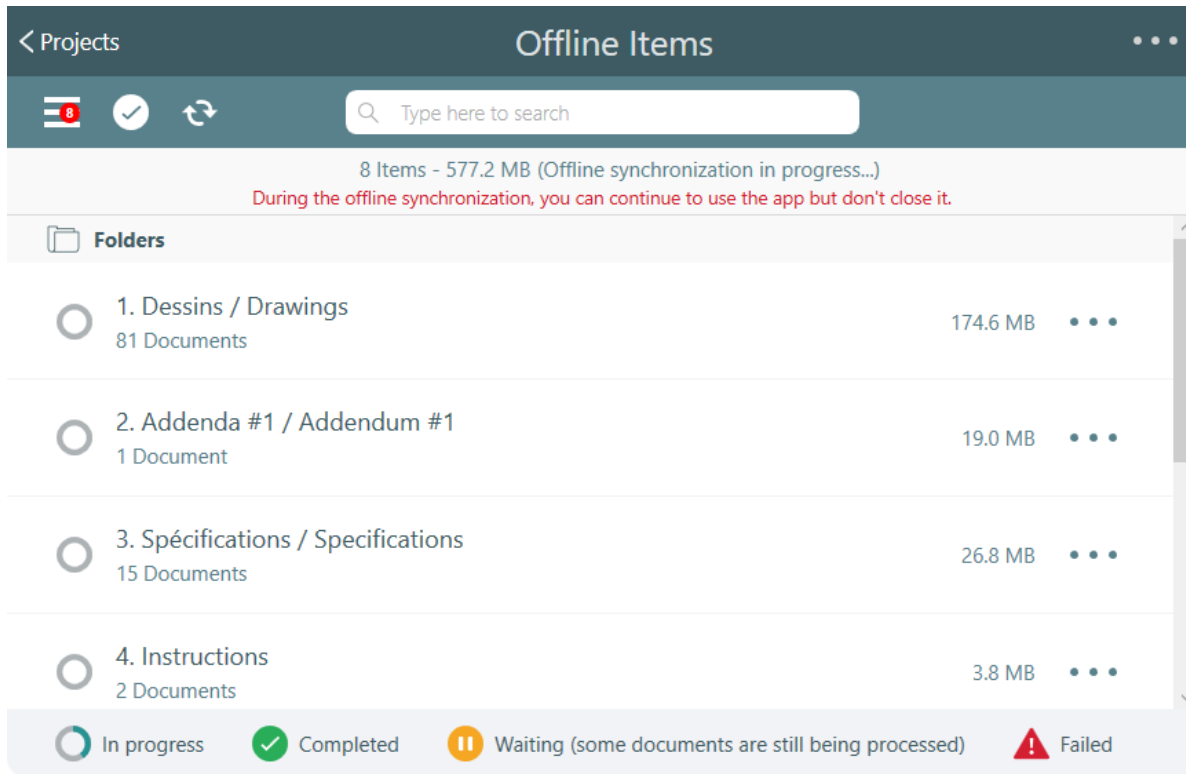 Projects
Offline Items
8
Type here to search
8 Items - 577.2 MB (Offline synchronization in progress...)
During the offline synchronization, you can continue to use the app but don't close it.
Folders
1. Dessins / Drawings
81 Documents
174.6 MB
2. Addenda #1 / Addendum #1
1 Document
19.0 MB
3. Spécifications / Specifications
15 Documents
26.8 MB
4. Instructions
2 Documents
3.8 MB
In progress
Completed
Waiting (some documents are still being processed)
Failed